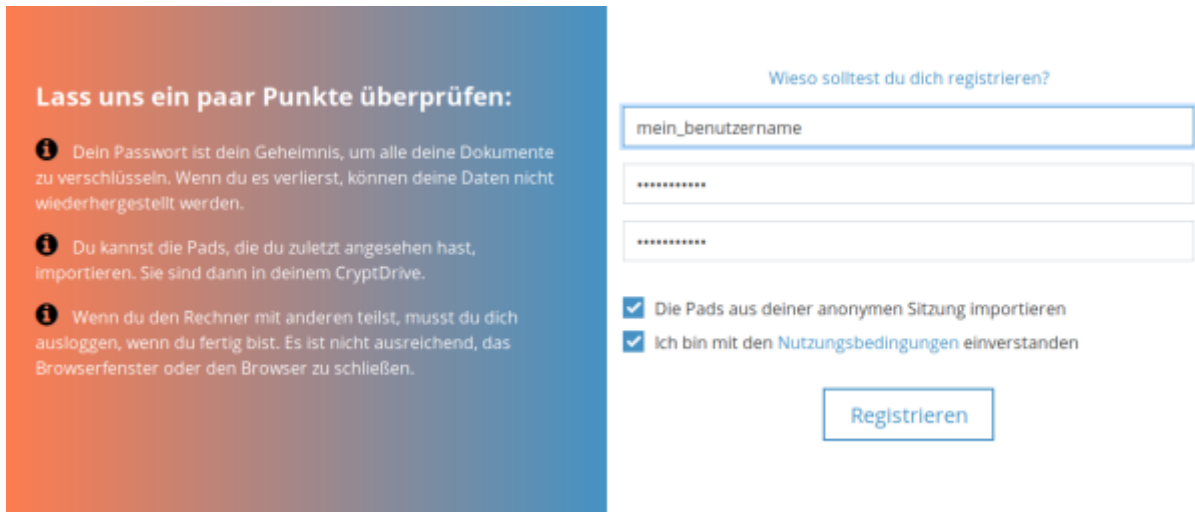 Lass uns ein paar Punkte überprüfen:
Dein Passwort ist dein Geheimnis, um alle deine Dokumente
zu verschlüsseln. Wenn du es verlierst, können deine Daten nicht
wiederhergestellt werden.
Du kannst die Pads, die du zuletzt angesehen hast,
importieren. Sie sind dann in deinem CryptDrive.
Wenn du den Rechner mit anderen teilst, musst du dich
ausloggen, wenn du fertig bist. Es ist nicht ausreichend, das
Browserfenster oder den Browser zu schließen.
Wieso solltest du dich registrieren?
mein_benutzername
•••••••••••
•••••••••••
Die Pads aus deiner anonymen Sitzung importieren
Ich bin mit den Nutzungsbedingungen einverstanden
Registrieren